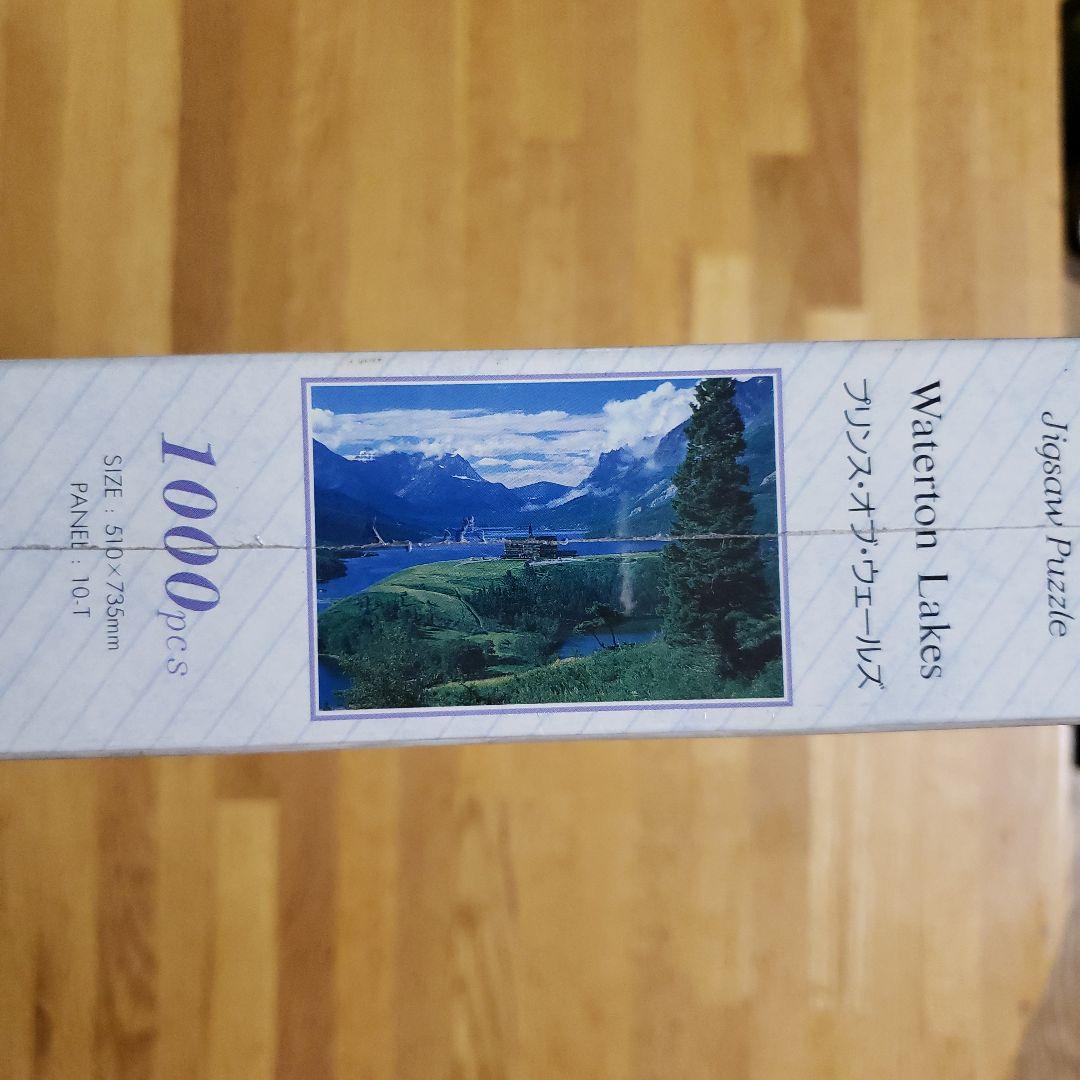 Jigsaw Puzzle
Waterton Lakes
プリンス・オブ・ウェールズ
1000pcs
SIZE : 510×735mm
PANEL : 10-T